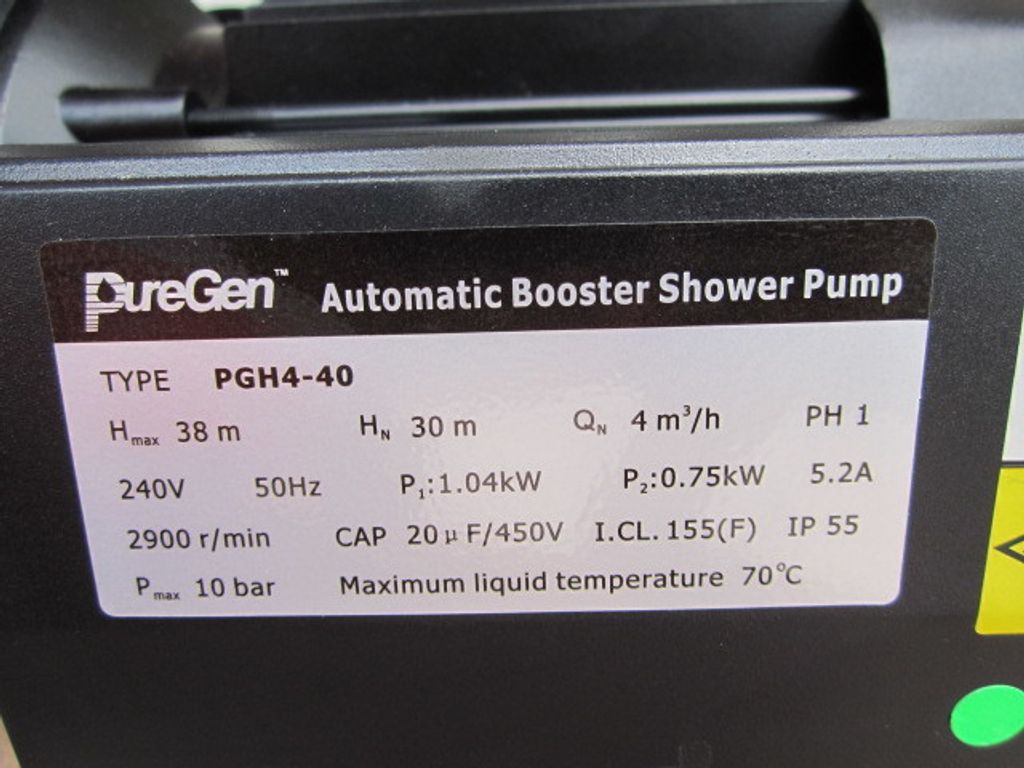 PureGen™ Automatic Booster Shower Pump
TYPE PGH4-40
Hmax 38 m HN 30 m QN 4 m³/h PH 1
240V 50Hz P₁:1.04kW P₂:0.75kW 5.2A
2900 r/min CAP 20μF/450V I.CL. 155(F) IP 55
Pmax 10 bar Maximum liquid temperature 70°C